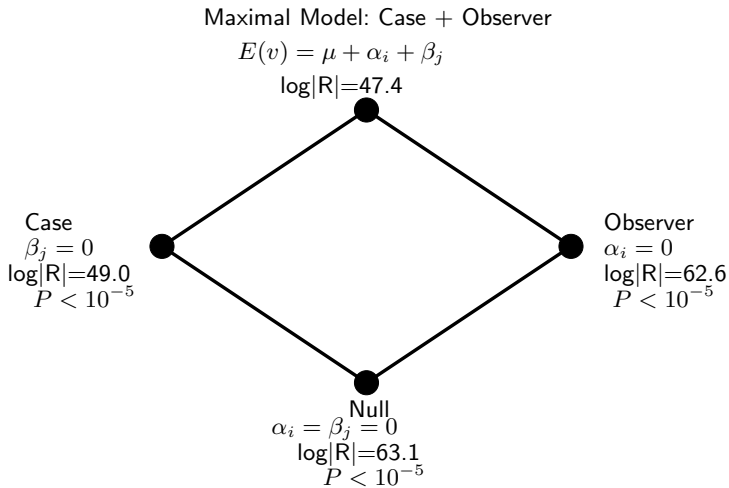 Maximal Model: Case + Observer
E(v) = μ + α_i + β_j
log|R|=47.4
Case
β_j = 0
log|R|=49.0
P < 10^{-5}
Observer
α_i = 0
log|R|=62.6
P < 10^{-5}
Null
α_i = β_j = 0
log|R|=63.1
P < 10^{-5}